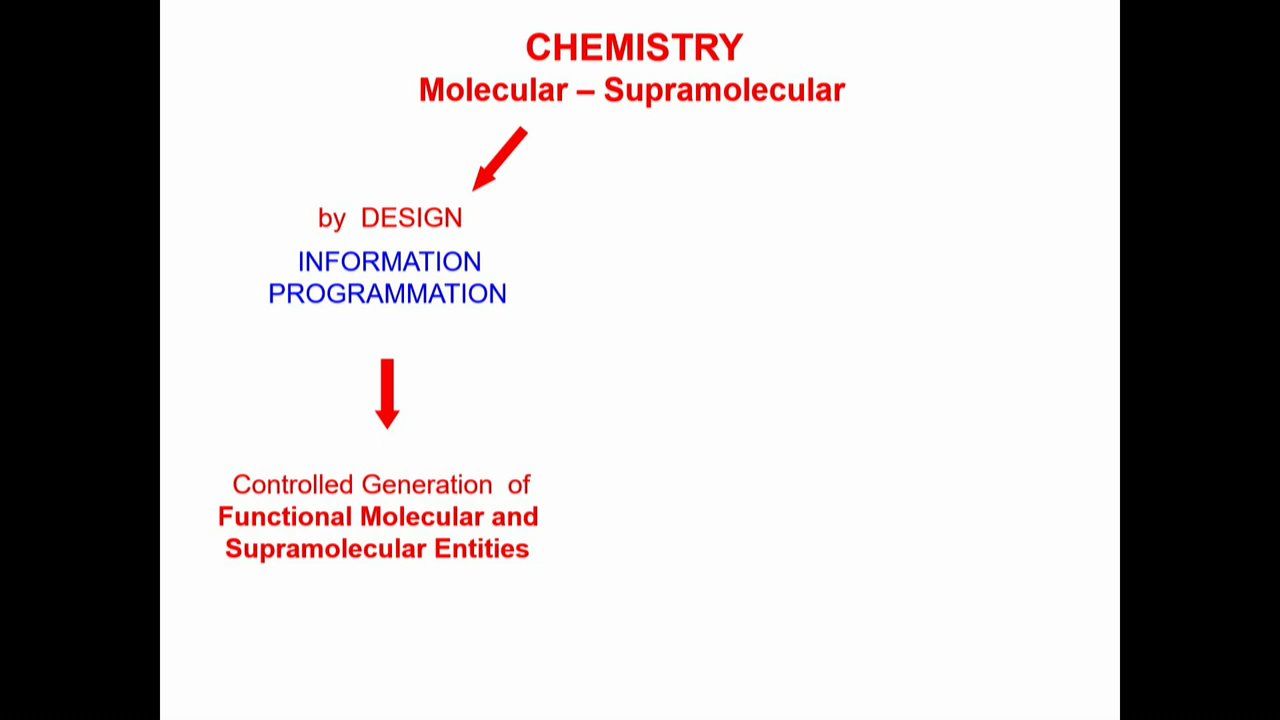 CHEMISTRY
Molecular – Supramolecular
by DESIGN
INFORMATION
PROGRAMMATION
Controlled Generation of
Functional Molecular and
Supramolecular Entities